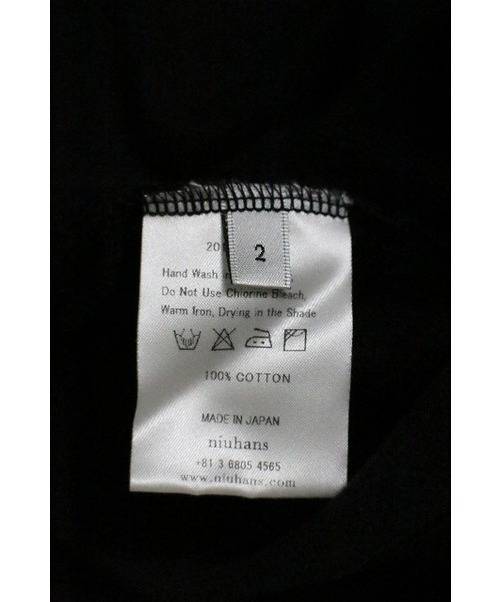 20
2
Hand Wash
Do Not Use Chlorine Bleach,
Warm Iron, Drying in the Shade
100% COTTON
MADE IN JAPAN
niuhans
+81 3 6805 4565
www.niuhans.com